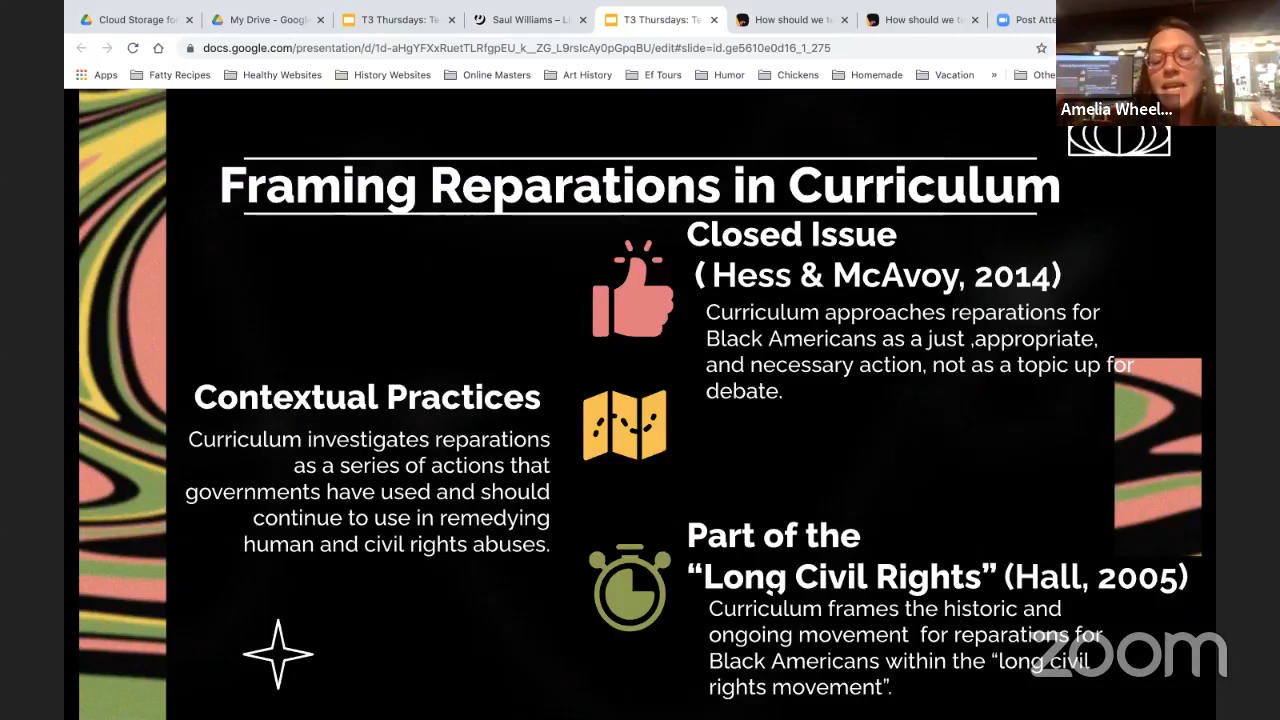 Cloud Storage fo
My Drive - Googl
T3 Thursdays: Te
Saul Williams – Li
T3 Thursdays: Te
How should we te
How should we te
Post Atte
docs.google.com/presentation/d/1d-aHgYFXxRuetTLRfgpEU_k__ZG_L9rsIcAy0pGpqBU/edit#slide=id.ge5610e0d16_1_275
Apps
Fatty Recipes
Healthy Websites
History Websites
Online Masters
Art History
Ef Tours
Humor
Chickens
Homemade
Vacation
»
Othe
Amelia Wheel...
Framing Reparations in Curriculum
Closed Issue
( Hess & McAvoy, 2014)
Curriculum approaches reparations for
Black Americans as a just ,appropriate,
and necessary action, not as a topic up for
debate.
Contextual Practices
Curriculum investigates reparations
as a series of actions that
governments have used and should
continue to use in remedying
human and civil rights abuses.
Part of the
“Long Civil Rights” (Hall, 2005)
Curriculum frames the historic and
ongoing movement for reparations for
Black Americans within the “long civil
rights movement”.
zoom